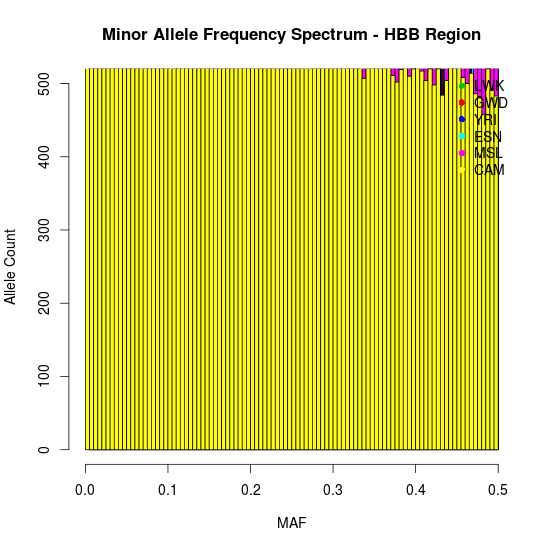 Minor Allele Frequency Spectrum - HBB Region
Allele Count
500
400
300
200
100
0
LWK
GWD
YRI
ESN
MSL
CAM
0.0 0.1 0.2 0.3 0.4 0.5
MAF